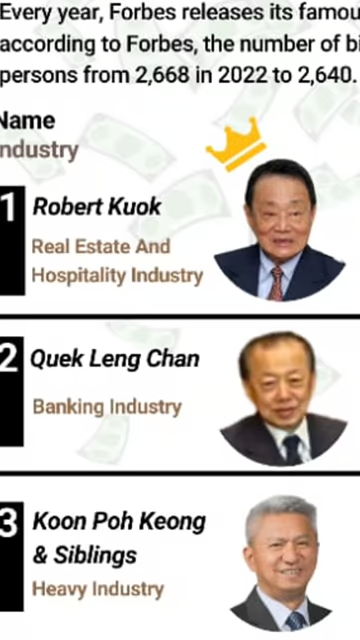 Every year, Forbes releases its famou
according to Forbes, the number of bi
persons from 2,668 in 2022 to 2,640.
Name
ndustry
1 Robert Kuok
Real Estate And
Hospitality Industry
2 Quek Leng Chan
Banking Industry
3 Koon Poh Keong
& Siblings
Heavy Industry